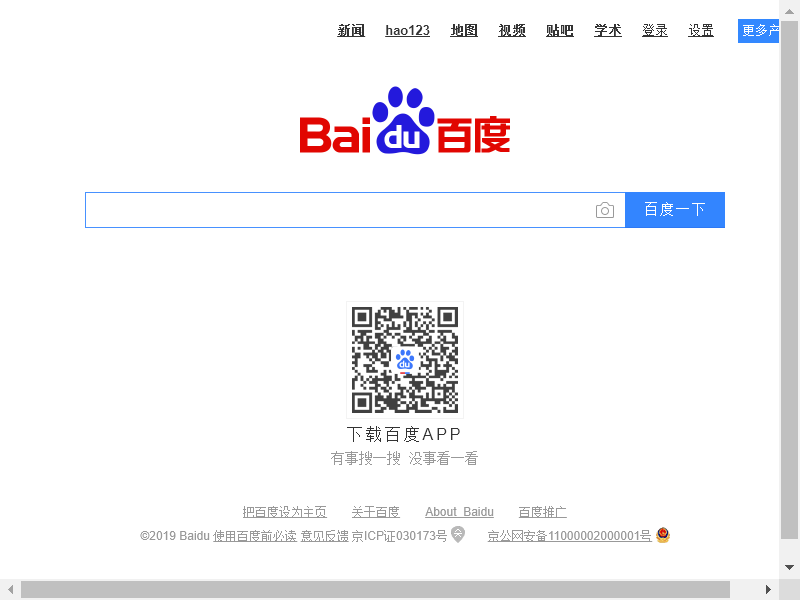 新闻 hao123 地图 视频 贴吧 学术 登录 设置 更多产
Bai du 百度
百度一下
du
下载百度APP
有事搜一搜 没事看一看
把百度设为主页 关于百度 About Baidu 百度推广
©2019 Baidu 使用百度前必读 意见反馈 京ICP证030173号 京公网安备11000002000001号